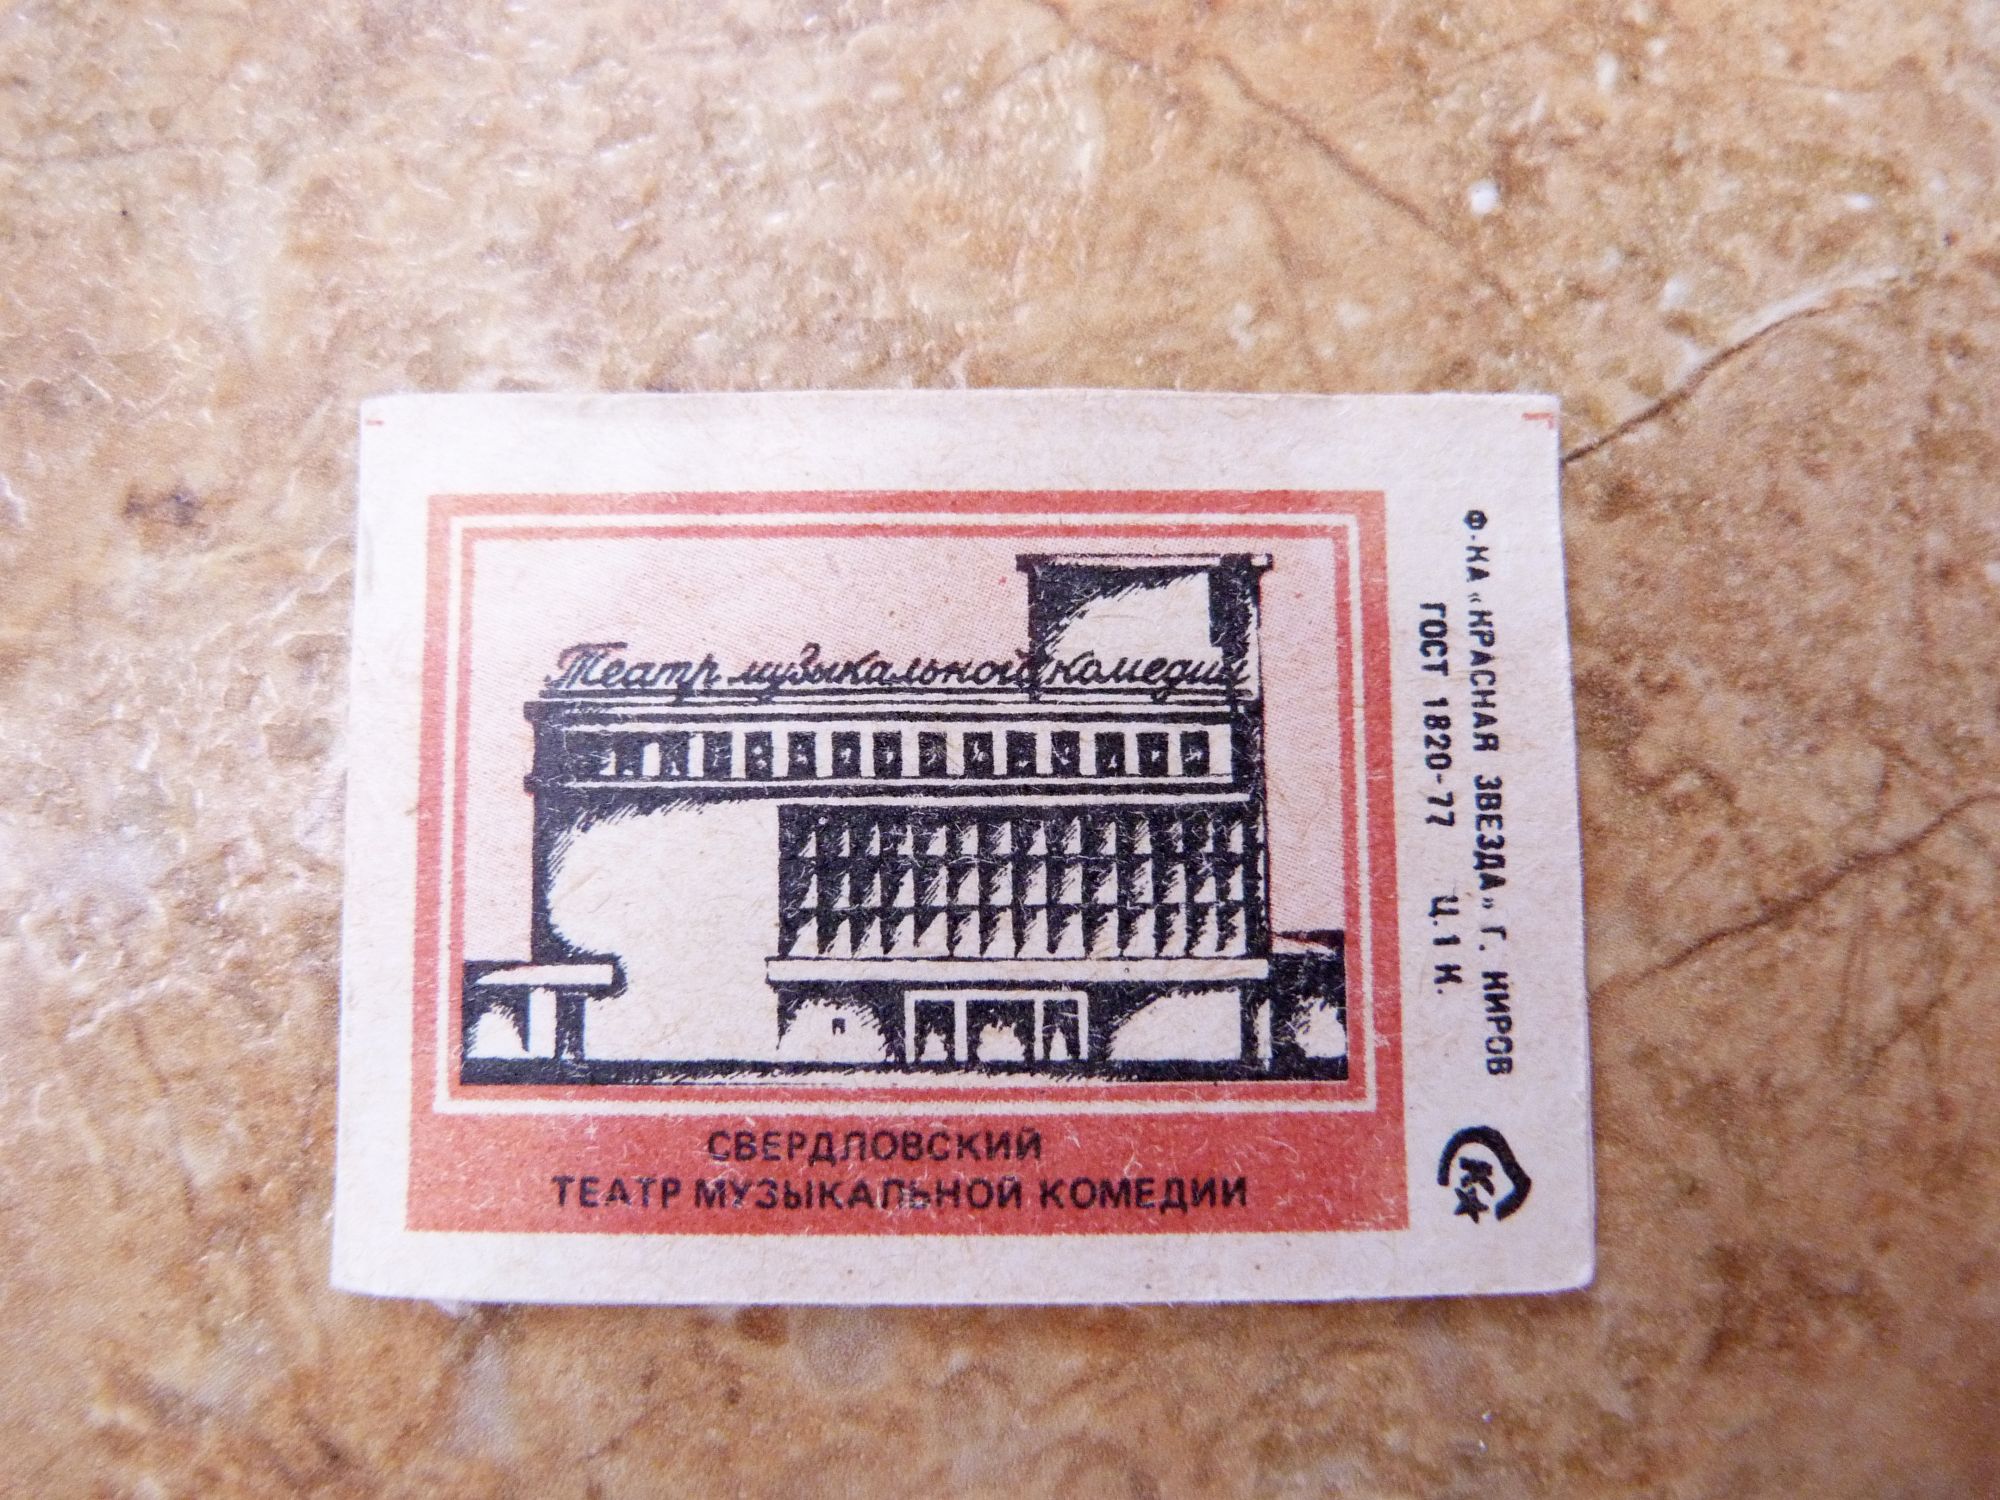 Театр музыкальной комедии
СВЕРДЛОВСКИЙ
ТЕАТР МУЗЫКАЛЬНОЙ КОМЕДИИ
Ф-КА «КРАСНАЯ ЗВЕЗДА» Г. КИРОВ
ГОСТ 1820-77 Ц. 1 К.
К